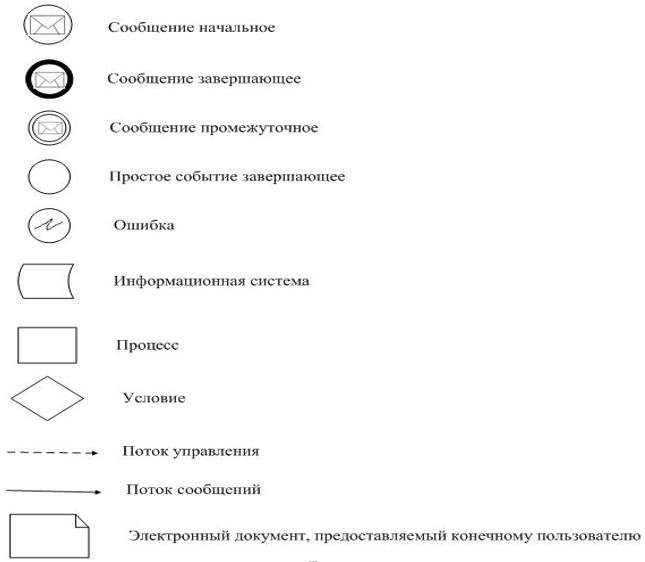 Сообщение начальное
Сообщение завершающее
Сообщение промежуточное
Простое событие завершающее
Ошибка
Информационная система
Процесс
Условие
Поток управления
Поток сообщений
Электронный документ, предоставляемый конечному пользователю